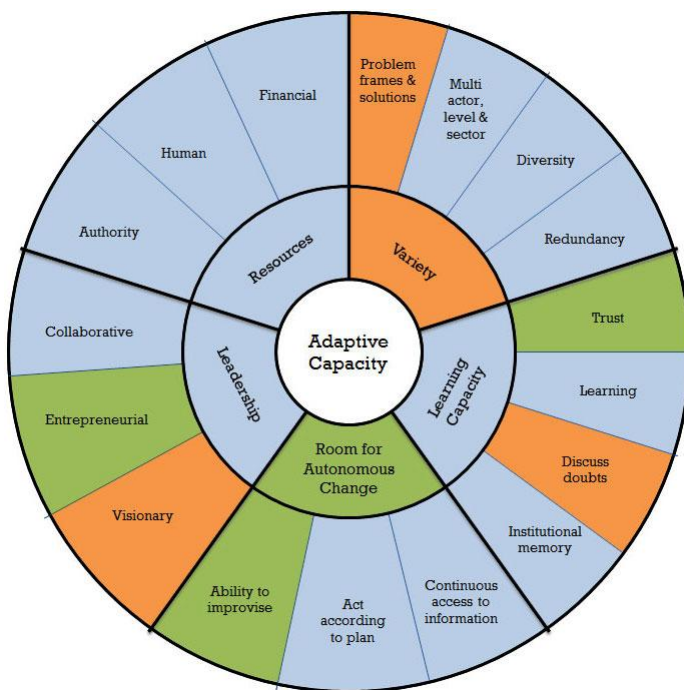 Adaptive
Capacity
Variety
Problem
frames &
solutions
Multi
actor,
level &
sector
Diversity
Redundancy
Learning
Capacity
Trust
Learning
Discuss
doubts
Institutional
memory
Room for
Autonomous
Change
Continuous
access to
information
Act
according
to plan
Ability to
improvise
Leadership
Visionary
Entrepreneurial
Collaborative
Resources
Authority
Human
Financial